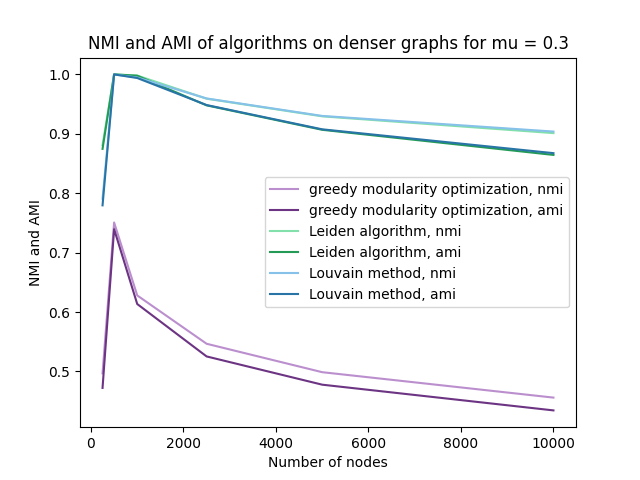 NMI and AMI of algorithms on denser graphs for mu = 0.3
1.0
0.9
0.8
0.7
0.6
0.5
NMI and AMI
greedy modularity optimization, nmi
greedy modularity optimization, ami
Leiden algorithm, nmi
Leiden algorithm, ami
Louvain method, nmi
Louvain method, ami
0 2000 4000 6000 8000 10000
Number of nodes